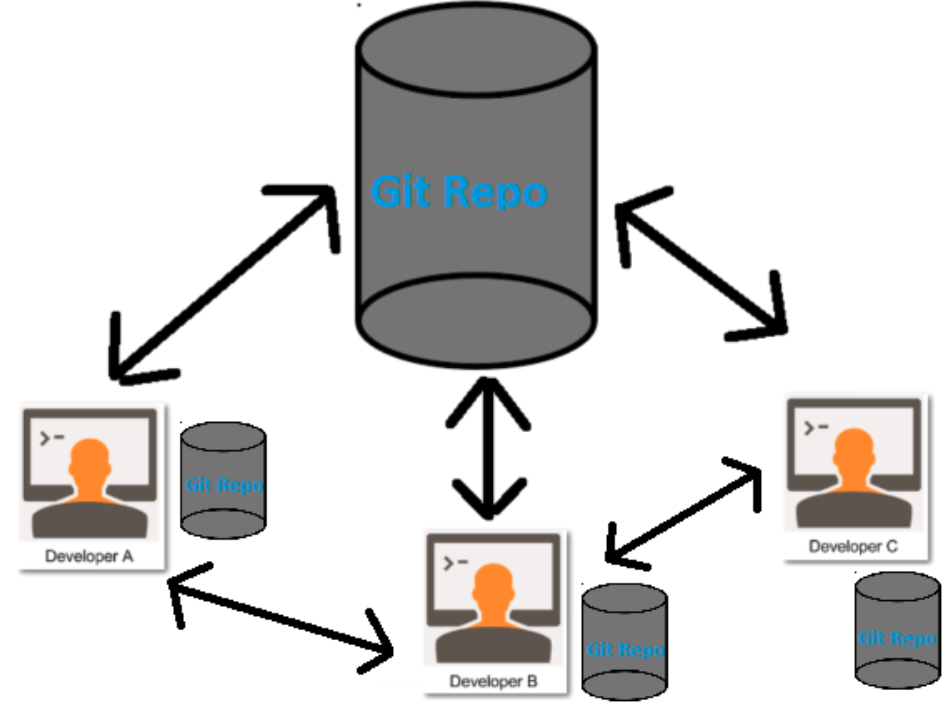 Git Repo
>-
Git Repo
Developer A
>-
Git Repo
Developer B
>-
Developer C
Git Repo